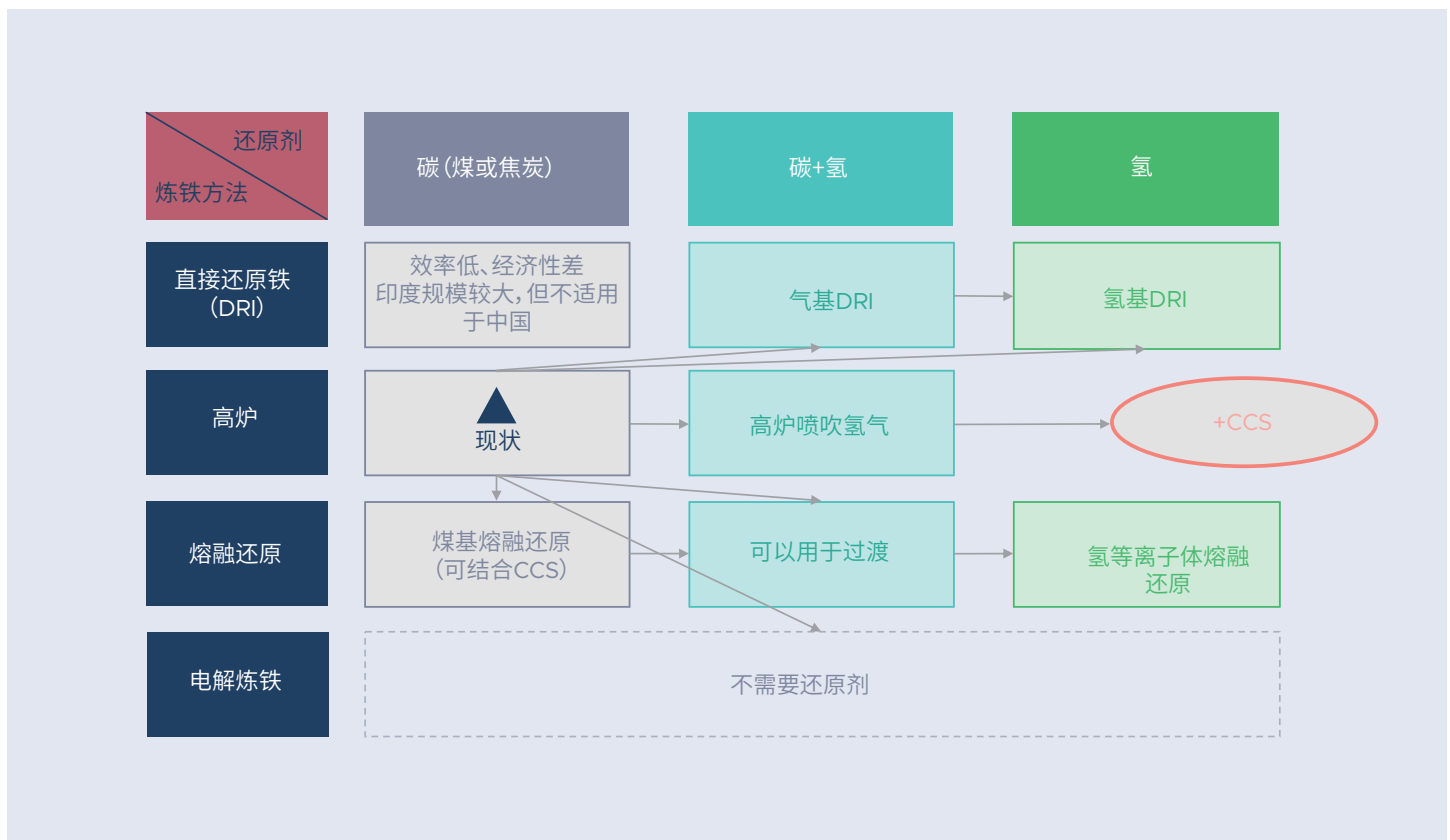 还原剂
炼铁方法
碳（煤或焦炭）
碳+氢
氢
直接还原铁
（DRI）
效率低、经济性差
印度规模较大，但不适用
于中国
气基DRI
氢基DRI
高炉
现状
高炉喷吹氢气
+CCS
熔融还原
煤基熔融还原
（可结合CCS）
可以用于过渡
氢等离子体熔融
还原
电解炼铁
不需要还原剂